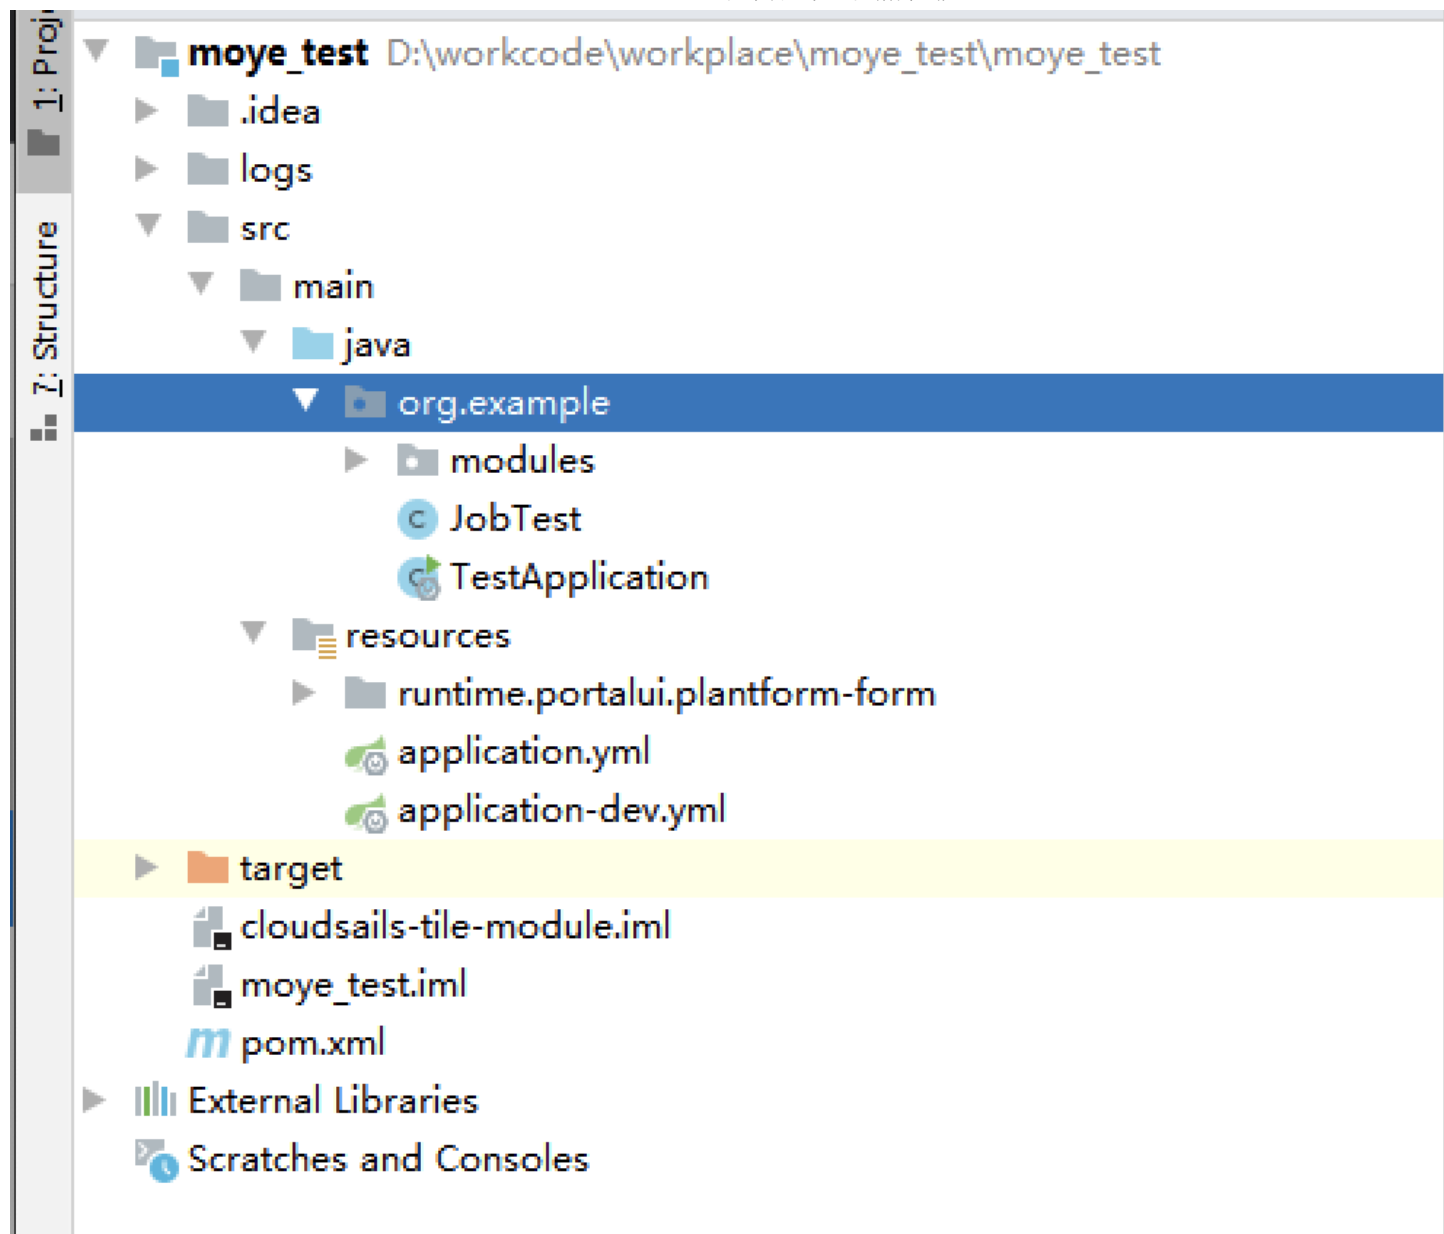 1: Proj
7: Structure
moye_test D:\workcode\workplace\moye_test\moye_test
.idea
logs
src
main
java
org.example
modules
JobTest
TestApplication
resources
runtime.portalui.plantform-form
application.yml
application-dev.yml
target
cloudsails-tile-module.iml
moye_test.iml
pom.xml
External Libraries
Scratches and Consoles